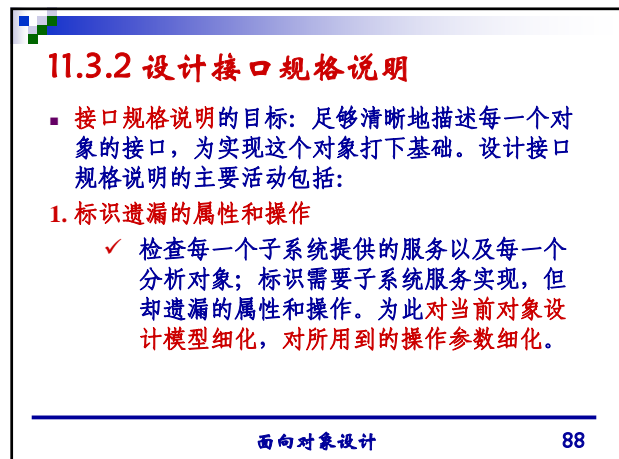 11.3.2 设计接口规格说明
接口规格说明的目标：足够清晰地描述每一个对
象的接口，为实现这个对象打下基础。设计接口
规格说明的主要活动包括：
1. 标识遗漏的属性和操作
✓ 检查每一个子系统提供的服务以及每一个
分析对象；标识需要子系统服务实现，但
却遗漏的属性和操作。为此对当前对象设
计模型细化，对所用到的操作参数细化。
面向对象设计
88